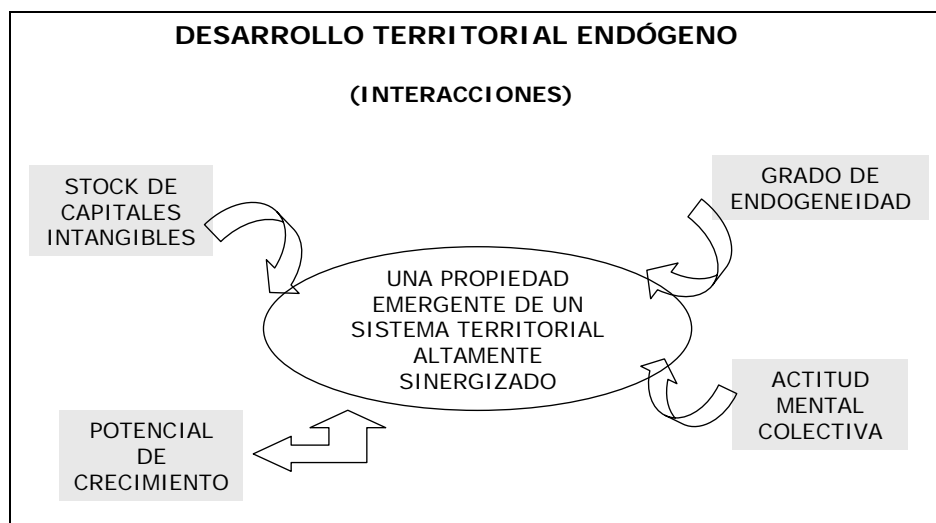 DESARROLLO TERRITORIAL ENDÓGENO
(INTERACCIONES)
STOCK DE
CAPITALES
INTANGIBLES
GRADO DE
ENDOGENEIDAD
UNA PROPIEDAD
EMERGENTE DE UN
SISTEMA TERRITORIAL
ALTAMENTE
SINERGIZADO
ACTITUD
MENTAL
COLECTIVA
POTENCIAL
DE
CRECIMIENTO